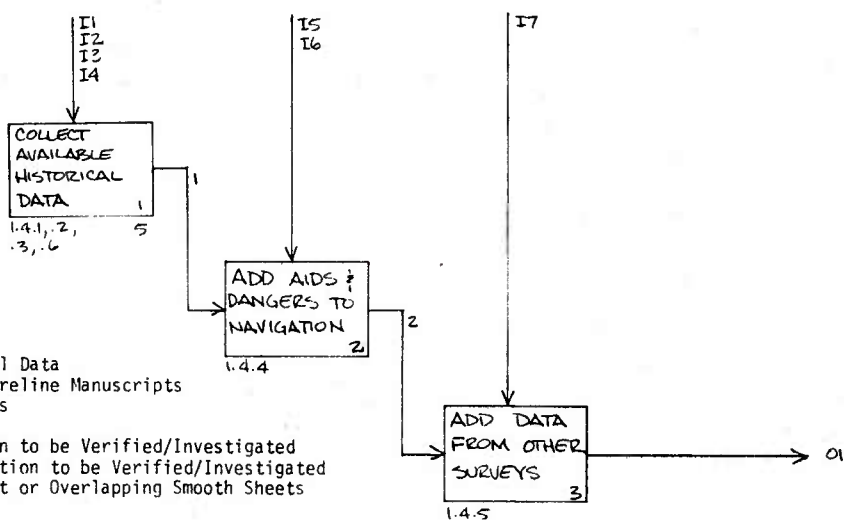 I1
I2
I3
I4
I5
I6
I7
COLLECT
AVAILABLE
HISTORICAL
DATA
1
1.4.1, .2,
.3, .6
5
1
ADD AIDS &
DANGERS TO
NAVIGATION
2
1.4.4
2
l Data
reline Manuscripts
s
n to be Verified/Investigated
tion to be Verified/Investigated
t or Overlapping Smooth Sheets
ADD DATA
FROM OTHER
SURVEYS
3
1.4.5
O1